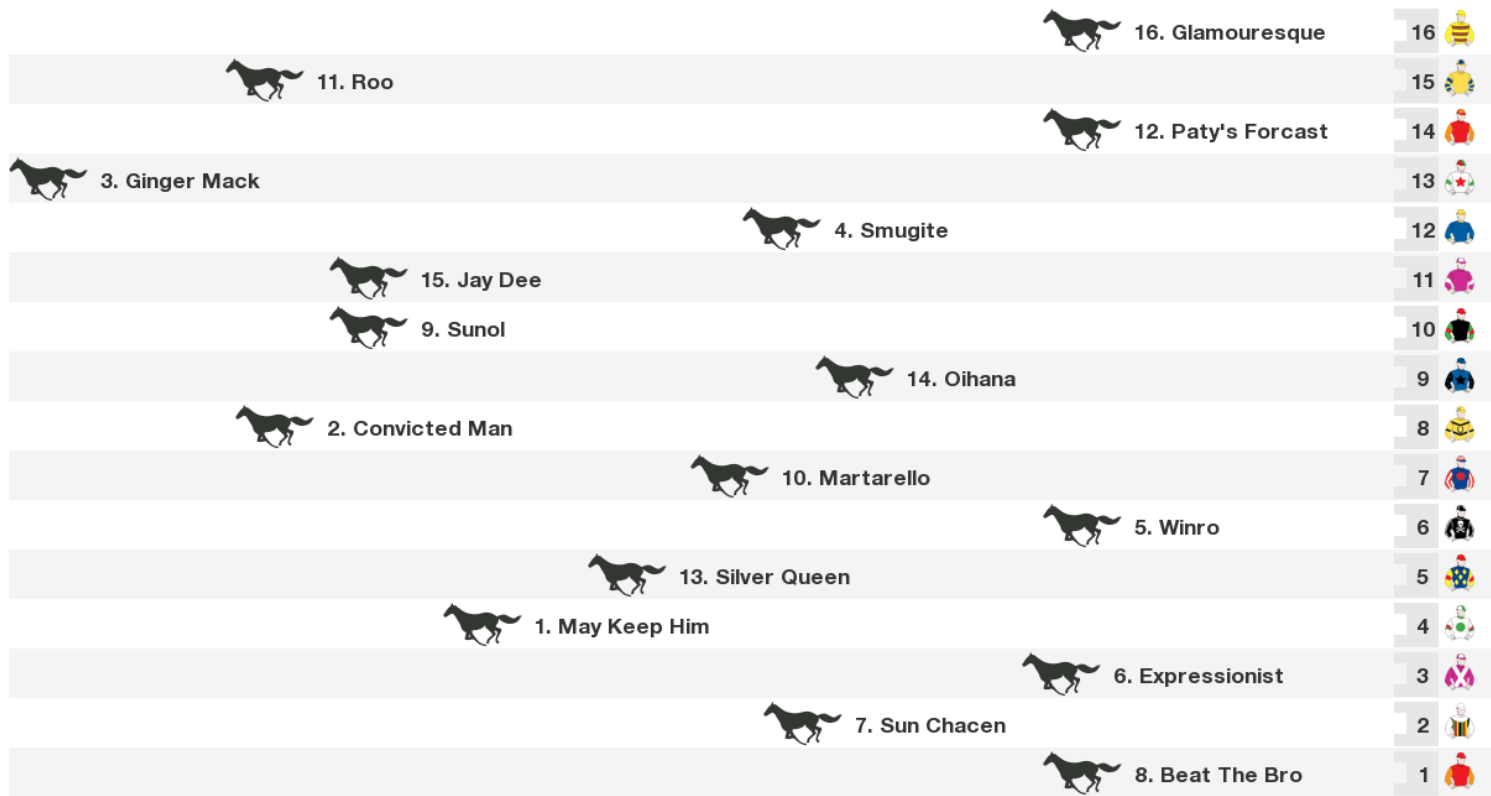 16. Glamouresque 16
11. Roo 15
12. Paty's Forcast 14
3. Ginger Mack 13
4. Smugite 12
15. Jay Dee 11
9. Sunol 10
14. Oihana 9
2. Convicted Man 8
10. Martarello 7
5. Winro 6
13. Silver Queen 5
1. May Keep Him 4
6. Expressionist 3
7. Sun Chacen 2
8. Beat The Bro 1